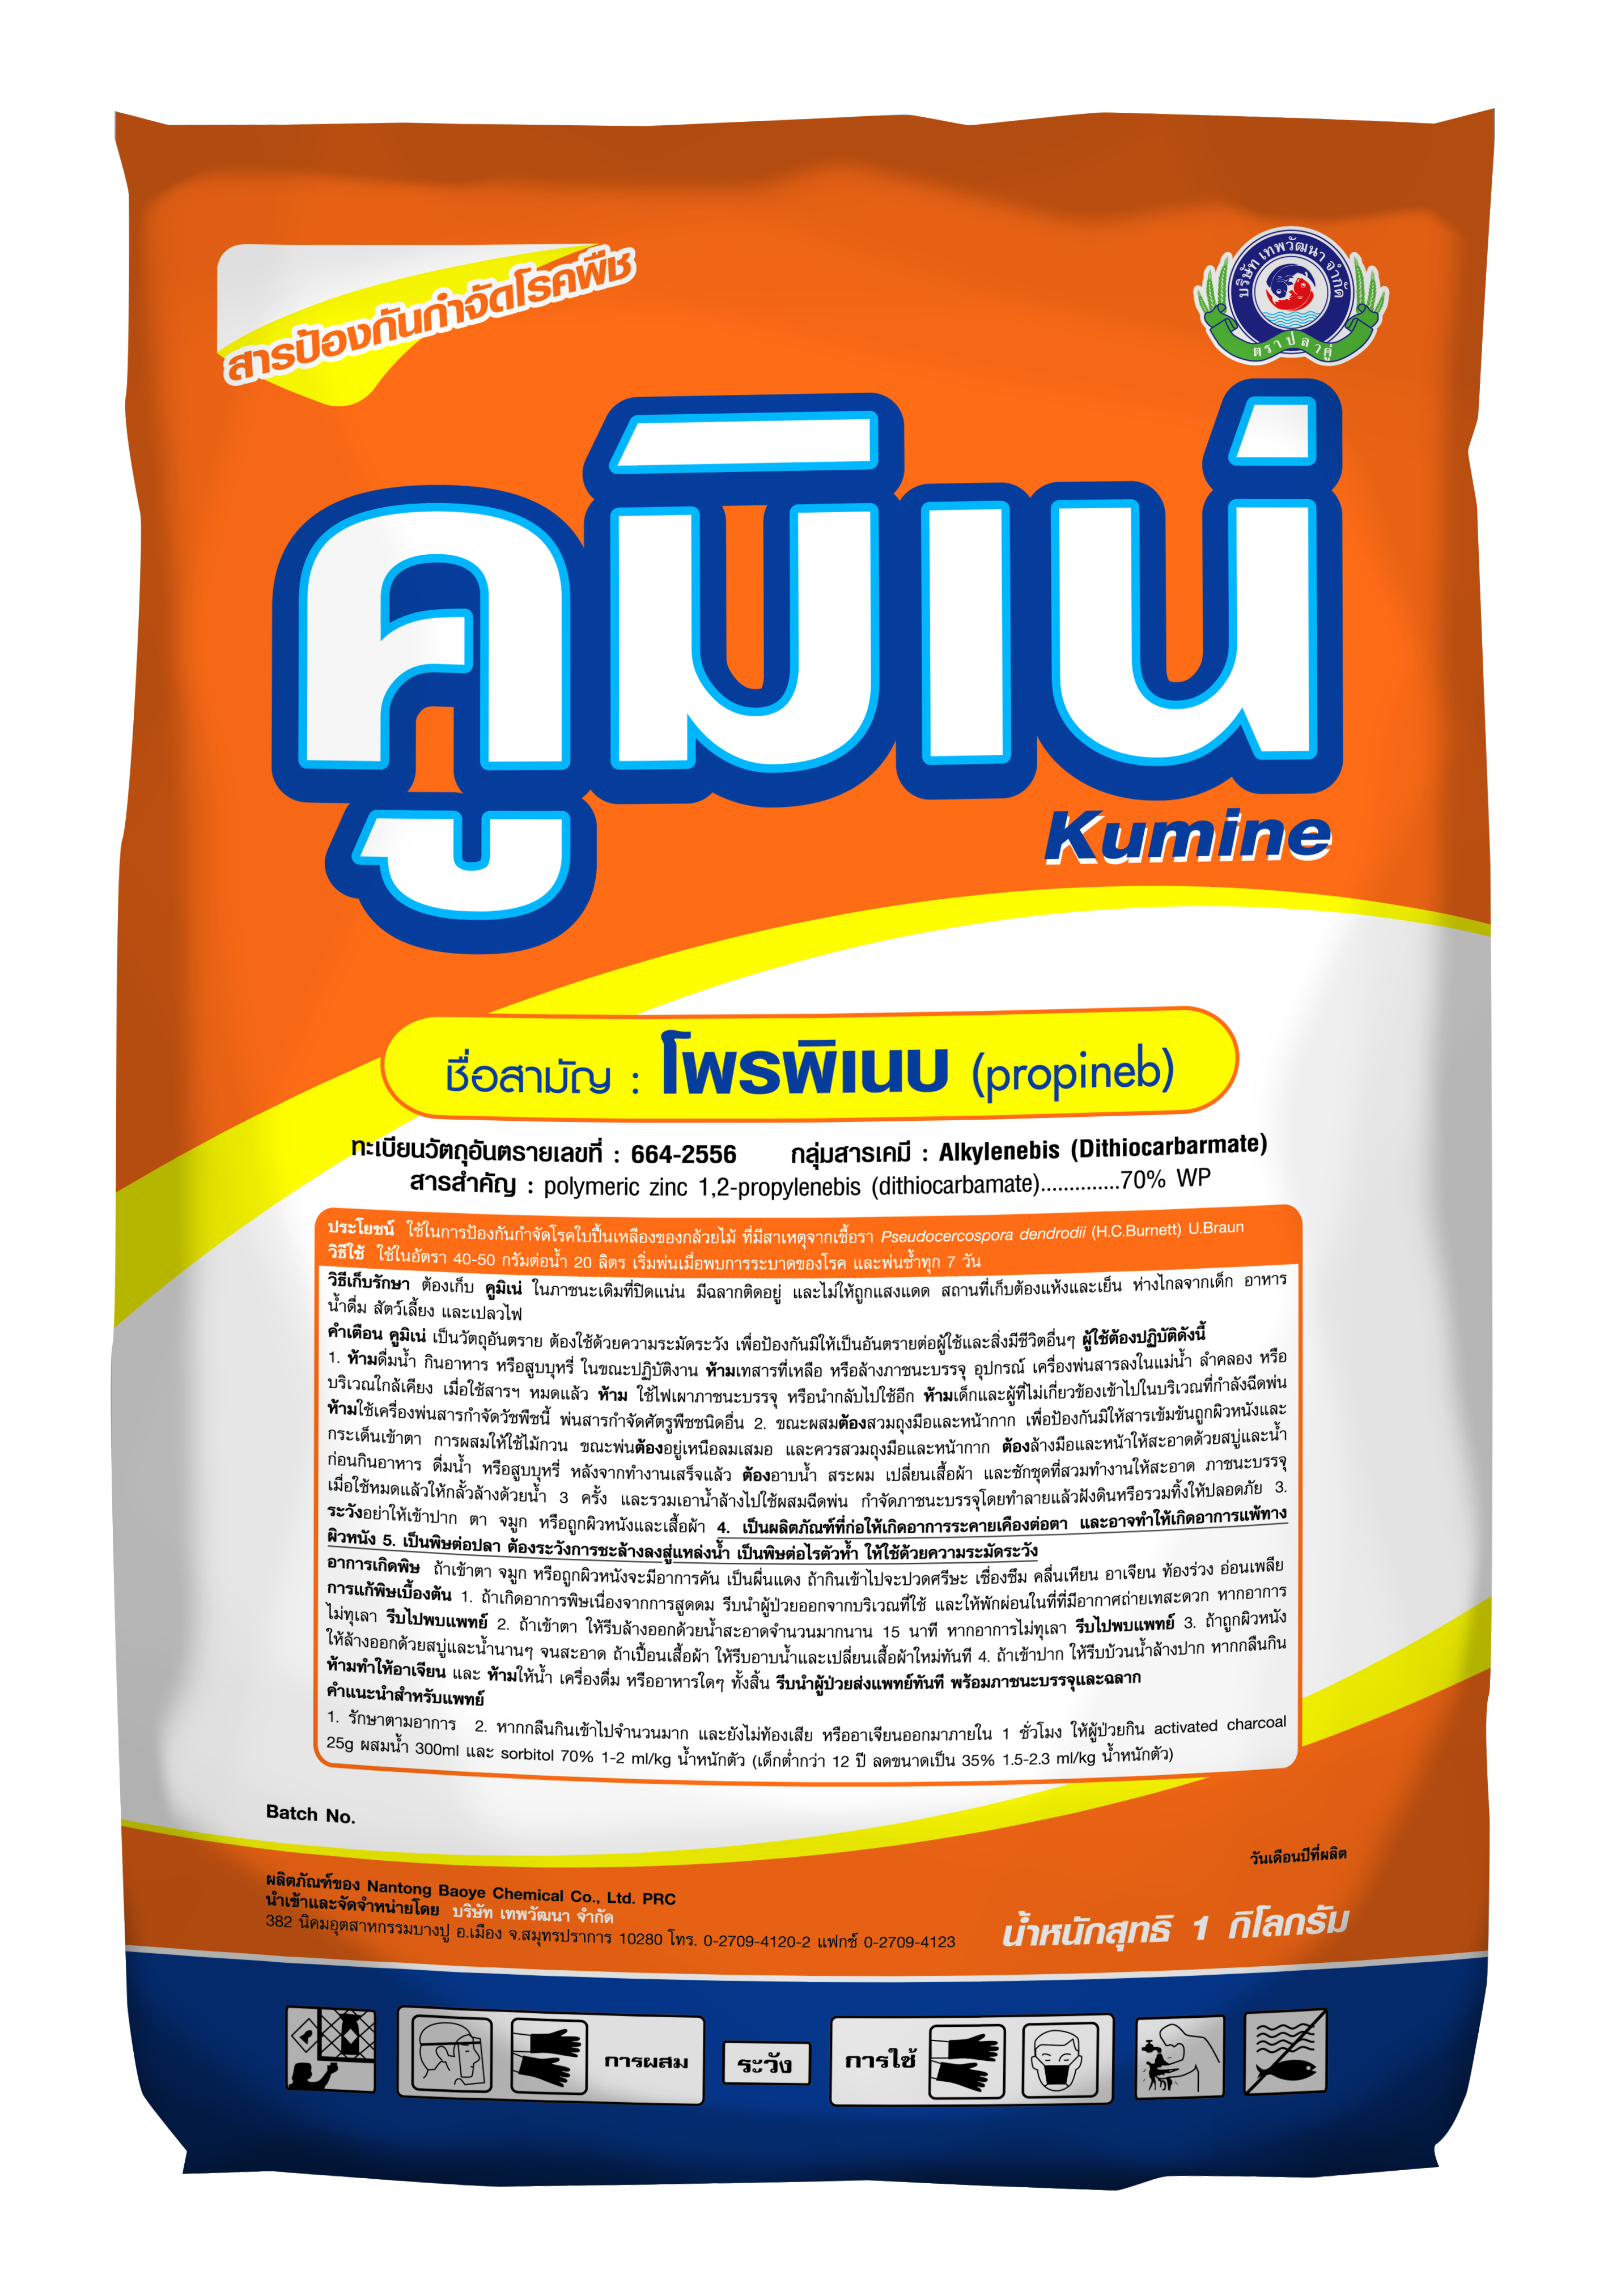 สารป้องกันกำจัดโรคพืช
บริษัท เทพวัฒนา จำกัด
ตราปลาคู่
คูมิเน่
Kumine
ชื่อสามัญ : โพรพิเนบ (propineb)
ทะเบียนวัตถุอันตรายเลขที่ : 664-2556 กลุ่มสารเคมี : Alkylenebis (Dithiocarbarmate)
สารสำคัญ : polymeric zinc 1,2-propylenebis (dithiocarbamate)..............70% WP
ประโยชน์ ใช้ในการป้องกันกำจัดโรคใบปื้นเหลืองของกล้วยไม้ ที่มีสาเหตุจากเชื้อรา Pseudocercospora dendrodii (H.C.Burnett) U.Braun
วิธีใช้ ใช้ในอัตรา 40-50 กรัมต่อน้ำ 20 ลิตร เริ่มพ่นเมื่อพบการระบาดของโรค และพ่นซ้ำทุก 7 วัน
วิธีเก็บรักษา ต้องเก็บ คูมิเน่ ในภาชนะเดิมที่ปิดแน่น มีฉลากติดอยู่ และไม่ให้ถูกแสงแดด สถานที่เก็บต้องแห้งและเย็น ห่างไกลจากเด็ก อาหาร
น้ำดื่ม สัตว์เลี้ยง และเปลวไฟ
คำเตือน คูมิเน่ เป็นวัตถุอันตราย ต้องใช้ด้วยความระมัดระวัง เพื่อป้องกันมิให้เป็นอันตรายต่อผู้ใช้และสิ่งมีชีวิตอื่นๆ ผู้ใช้ต้องปฏิบัติดังนี้
1. ห้ามดื่มน้ำ กินอาหาร หรือสูบบุหรี่ ในขณะปฏิบัติงาน ห้ามเทสารที่เหลือ หรือล้างภาชนะบรรจุ อุปกรณ์ เครื่องพ่นสารลงในแม่น้ำ ลำคลอง หรือ
บริเวณใกล้เคียง เมื่อใช้สารฯ หมดแล้ว ห้าม ใช้ไฟเผาภาชนะบรรจุ หรือนำกลับไปใช้อีก ห้ามเด็กและผู้ที่ไม่เกี่ยวข้องเข้าไปในบริเวณที่กำลังฉีดพ่น
ห้ามใช้เครื่องพ่นสารกำจัดวัชพืชนี้ พ่นสารกำจัดศัตรูพืชชนิดอื่น 2. ขณะผสมต้องสวมถุงมือและหน้ากาก เพื่อป้องกันมิให้สารเข้มข้นถูกผิวหนังและ
กระเด็นเข้าตา การผสมให้ใช้ไม้กวน ขณะพ่นต้องอยู่เหนือลมเสมอ และควรสวมถุงมือและหน้ากาก ต้องล้างมือและหน้าให้สะอาดด้วยสบู่และน้ำ
ก่อนกินอาหาร ดื่มน้ำ หรือสูบบุหรี่ หลังจากทำงานเสร็จแล้ว ต้องอาบน้ำ สระผม เปลี่ยนเสื้อผ้า และซักชุดที่สวมทำงานให้สะอาด ภาชนะบรรจุ
เมื่อใช้หมดแล้วให้กลั้วล้างด้วยน้ำ 3 ครั้ง และรวมเอาน้ำล้างไปใช้ผสมฉีดพ่น กำจัดภาชนะบรรจุโดยทำลายแล้วฝังดินหรือรวมทิ้งให้ปลอดภัย 3.
ระวังอย่าให้เข้าปาก ตา จมูก หรือถูกผิวหนังและเสื้อผ้า 4. เป็นผลิตภัณฑ์ที่ก่อให้เกิดอาการระคายเคืองต่อตา และอาจทำให้เกิดอาการแพ้ทาง
ผิวหนัง 5. เป็นพิษต่อปลา ต้องระวังการชะล้างลงสู่แหล่งน้ำ เป็นพิษต่อไรตัวห้ำ ให้ใช้ด้วยความระมัดระวัง
อาการเกิดพิษ ถ้าเข้าตา จมูก หรือถูกผิวหนังจะมีอาการคัน เป็นผื่นแดง ถ้ากินเข้าไปจะปวดศรีษะ เชื่องซึม คลื่นเหียน อาเจียน ท้องร่วง อ่อนเพลีย
การแก้พิษเบื้องต้น 1. ถ้าเกิดอาการพิษเนื่องจากการสูดดม รีบนำผู้ป่วยออกจากบริเวณที่ใช้ และให้พักผ่อนในที่ที่มีอากาศถ่ายเทสะดวก หากอาการ
ไม่ทุเลา รีบไปพบแพทย์ 2. ถ้าเข้าตา ให้รีบล้างออกด้วยน้ำสะอาดจำนวนมากนาน 15 นาที หากอาการไม่ทุเลา รีบไปพบแพทย์ 3. ถ้าถูกผิวหนัง
ให้ล้างออกด้วยสบู่และน้ำนานๆ จนสะอาด ถ้าเปื้อนเสื้อผ้า ให้รีบอาบน้ำและเปลี่ยนเสื้อผ้าใหม่ทันที 4. ถ้าเข้าปาก ให้รีบบ้วนน้ำล้างปาก หากกลืนกิน
ห้ามทำให้อาเจียน และ ห้ามให้น้ำ เครื่องดื่ม หรืออาหารใดๆ ทั้งสิ้น รีบนำผู้ป่วยส่งแพทย์ทันที พร้อมภาชนะบรรจุและฉลาก
คำแนะนำสำหรับแพทย์
1. รักษาตามอาการ 2. หากกลืนกินเข้าไปจำนวนมาก และยังไม่ท้องเสีย หรืออาเจียนออกมาภายใน 1 ชั่วโมง ให้ผู้ป่วยกิน activated charcoal
25g ผสมน้ำ 300ml และ sorbitol 70% 1-2 ml/kg น้ำหนักตัว (เด็กต่ำกว่า 12 ปี ลดขนาดเป็น 35% 1.5-2.3 ml/kg น้ำหนักตัว)
Batch No.
วันเดือนปีที่ผลิต
ผลิตภัณฑ์ของ Nantong Baoye Chemical Co., Ltd. PRC
นำเข้าและจัดจำหน่ายโดย บริษัท เทพวัฒนา จำกัด
382 นิคมอุตสาหกรรมบางปู อ.เมือง จ.สมุทรปราการ 10280 โทร. 0-2709-4120-2 แฟกซ์ 0-2709-4123
น้ำหนักสุทธิ 1 กิโลกรัม
การผสม
ระวัง
การใช้